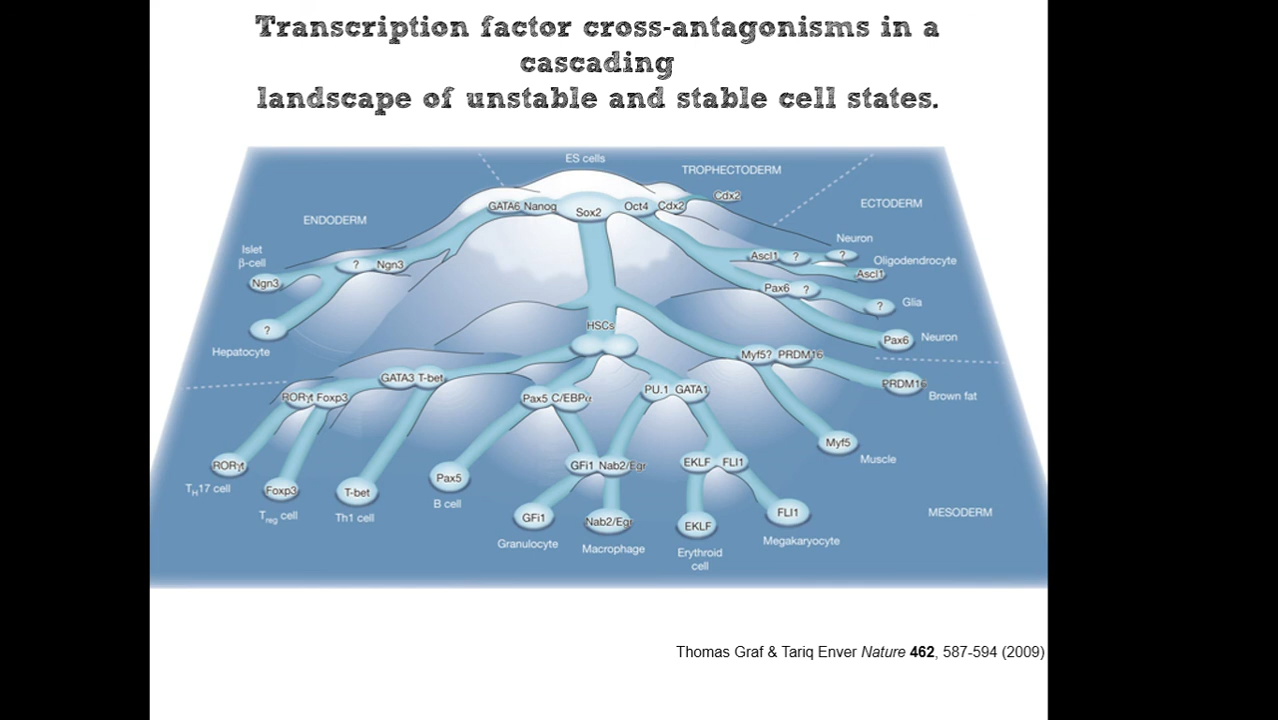 Transcription factor cross-antagonisms in a
cascading
landscape of unstable and stable cell states.
ES cells
TROPHECTODERM
Cdx2
GATA6 Nanog Sox2 Oct4 Cdx2
ECTODERM
ENDODERM
Neuron
Islet
β-cell
Ascl1 ? ?
Oligodendrocyte
? Ngn3
Ascl1
Ngn3
Pax6 ?
? Glia
?
HSCs
Pax6 Neuron
Hepatocyte
Myf5? PRDM16
GATA3 T-bet
PRDM16
Brown fat
RORγt Foxp3
Pax5 C/EBPα
PU.1 GATA1
Myf5
Muscle
RORγt
GFi1 Nab2/Egr
EKLF FLI1
Pax5
TH17 cell
Foxp3
T-bet
B cell
Treg cell
Th1 cell
GFi1
Nab2/Egr
EKLF
FLI1
MESODERM
Granulocyte
Macrophage
Erythroid
cell
Megakaryocyte
Thomas Graf & Tariq Enver Nature 462, 587-594 (2009)